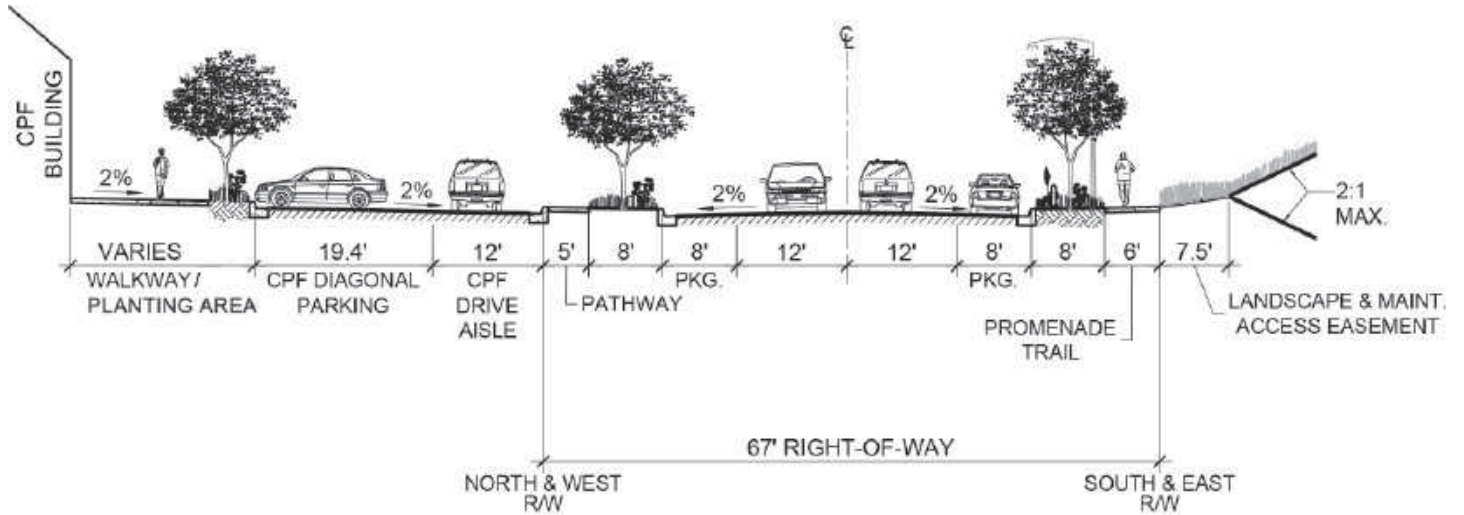 ℄
CPF
BUILDING
2%
2%
2%
2%
2:1
MAX.
VARIES
19.4'
12'
5'
8'
8'
12'
12'
8'
8'
6'
7.5'
WALKWAY /
PLANTING AREA
CPF DIAGONAL
PARKING
CPF
DRIVE
AISLE
PATHWAY
PKG.
PKG.
PROMENADE
TRAIL
LANDSCAPE & MAINT.
ACCESS EASEMENT
67' RIGHT-OF-WAY
NORTH & WEST
R/W
SOUTH & EAST
R/W